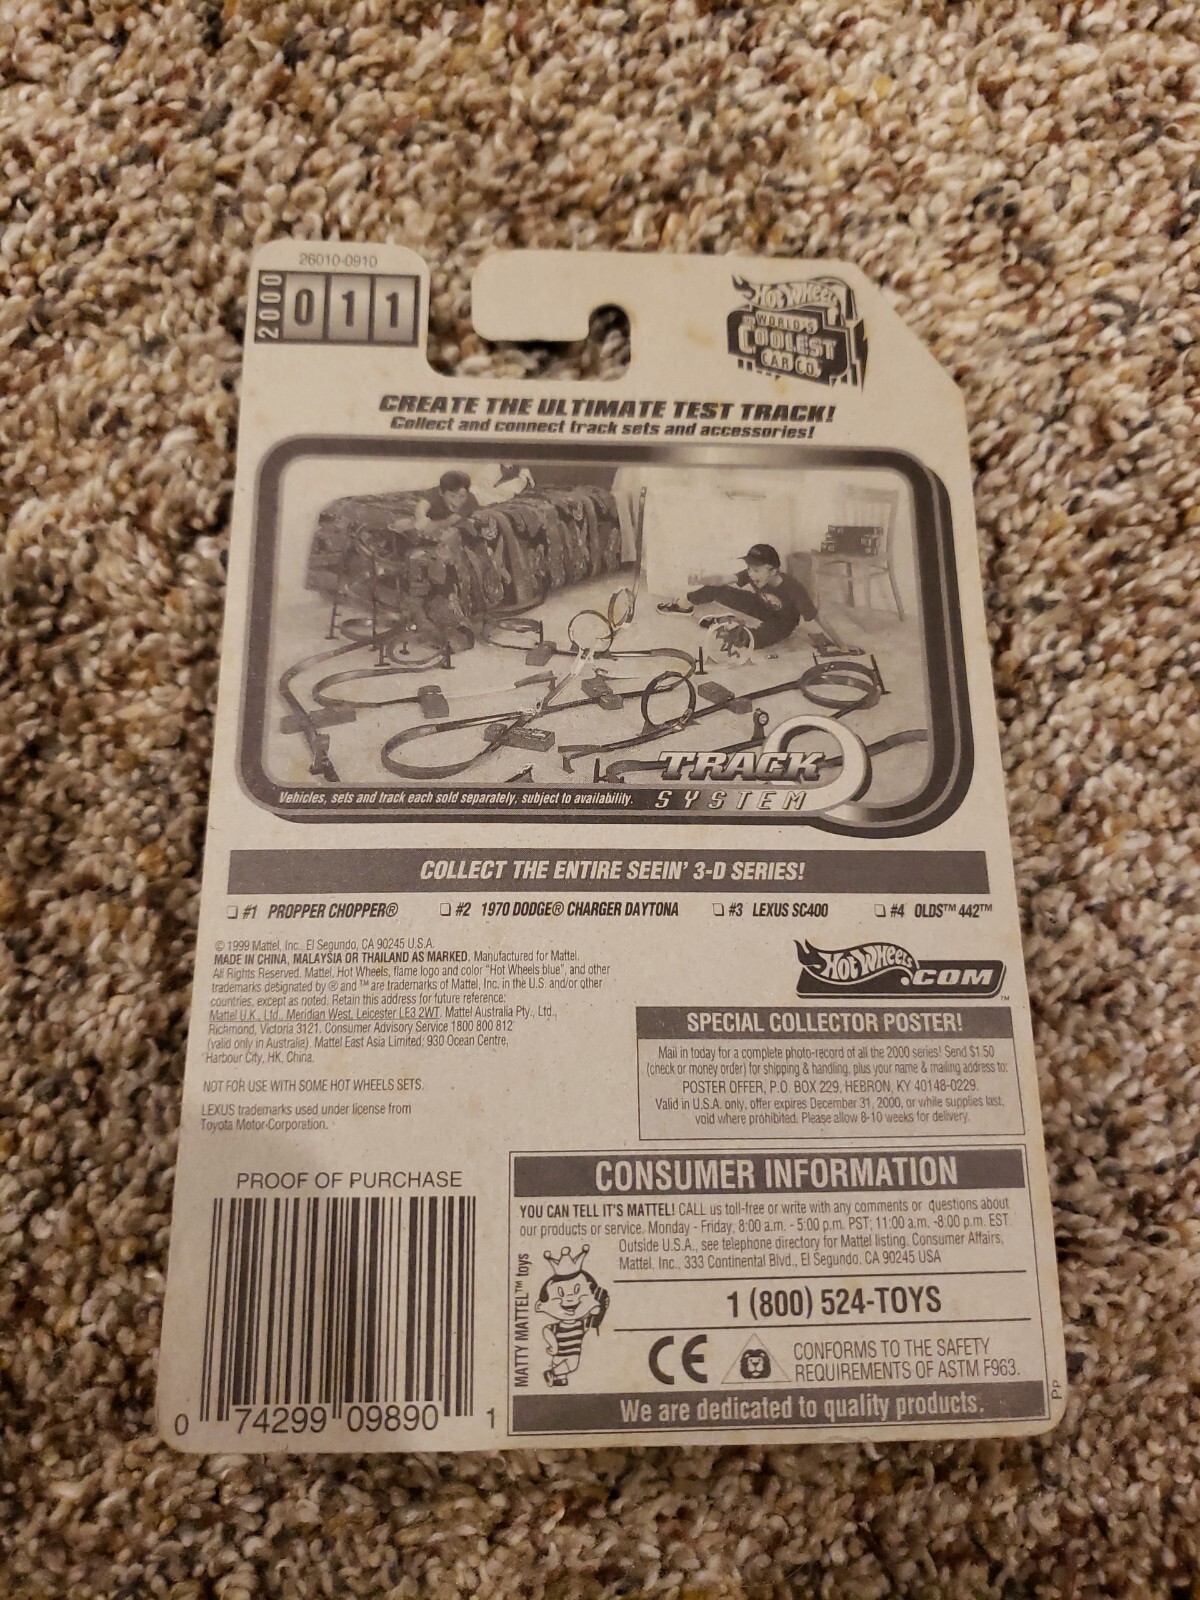 26010-0910
2000
011
HOT WHEELS
WORLD'S
COOLEST
CAR CO.
CREATE THE ULTIMATE TEST TRACK!
Collect and connect track sets and accessories!
TRACK
SYSTEM
Vehicles, sets and track each sold separately, subject to availability.
COLLECT THE ENTIRE SEEIN' 3-D SERIES!
❏ #1 PROPPER CHOPPER® ❏ #2 1970 DODGE® CHARGER DAYTONA ❏ #3 LEXUS SC400 ❏ #4 OLDS™ 442™
© 1999 Mattel, Inc. El Segundo, CA 90245 U.S.A.
MADE IN CHINA, MALAYSIA OR THAILAND AS MARKED. Manufactured for Mattel.
All Rights Reserved. Mattel, Hot Wheels, flame logo and color "Hot Wheels blue", and other
trademarks designated by ® and ™ are trademarks of Mattel, Inc. in the U.S. and/or other
countries, except as noted. Retain this address for future reference:
Mattel U.K., Ltd., Meridian West, Leicester LE3 2WT. Mattel Australia Pty., Ltd.,
Richmond, Victoria 3121. Consumer Advisory Service 1800 800 812
(valid only in Australia). Mattel East Asia Limited; 930 Ocean Centre,
Harbour City, HK, China.
NOT FOR USE WITH SOME HOT WHEELS SETS.
LEXUS trademarks used under license from
Toyota Motor Corporation.
Hot Wheels.COM™
SPECIAL COLLECTOR POSTER!
Mail in today for a complete photo-record of all the 2000 series! Send $1.50
(check or money order) for shipping & handling, plus your name & mailing address to:
POSTER OFFER, P.O. BOX 229, HEBRON, KY 40148-0229.
Valid in U.S.A. only, offer expires December 31, 2000, or while supplies last,
void where prohibited. Please allow 8-10 weeks for delivery.
PROOF OF PURCHASE
0 74299 09890 1
CONSUMER INFORMATION
YOU CAN TELL IT'S MATTEL! CALL us toll-free or write with any comments or questions about
our products or service. Monday - Friday, 8:00 a.m. - 5:00 p.m. PST; 11:00 a.m. -8:00 p.m. EST.
Outside U.S.A., see telephone directory for Mattel listing. Consumer Affairs,
Mattel, Inc., 333 Continental Blvd., El Segundo, CA 90245 USA
MATTY MATTEL™ toys
1 (800) 524-TOYS
CE
CONFORMS TO THE SAFETY
REQUIREMENTS OF ASTM F963.
We are dedicated to quality products.
PP